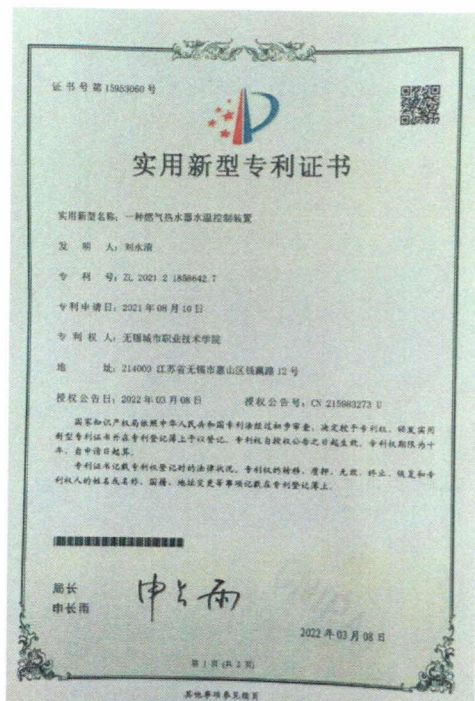 证书号第15953060号
实用新型专利证书
实用新型名称：一种燃气热水器水温控制装置
发明人：刘水清
专利号：ZL 2021 2 1858642.7
专利申请日：2021年08月10日
专利权人：无锡城市职业技术学院
地址：214000 江苏省无锡市惠山区钱藕路12号
授权公告日：2022年03月08日 授权公告号：CN 215983273 U
国家知识产权局依照中华人民共和国专利法经过初步审查，决定授予专利权，颁发实用
新型专利证书并在专利登记簿上予以登记。专利权自授权公告之日起生效。专利权期限为十
年，自申请日起算。
专利证书记载专利权登记时的法律状况。专利权的转移、质押、无效、终止、恢复和专
利权人的姓名或名称、国籍、地址变更等事项记载在专利登记簿上。
局长
申长雨
申长雨
2022年03月08日
第 1 页 (共 2 页)
其他事项参见续页